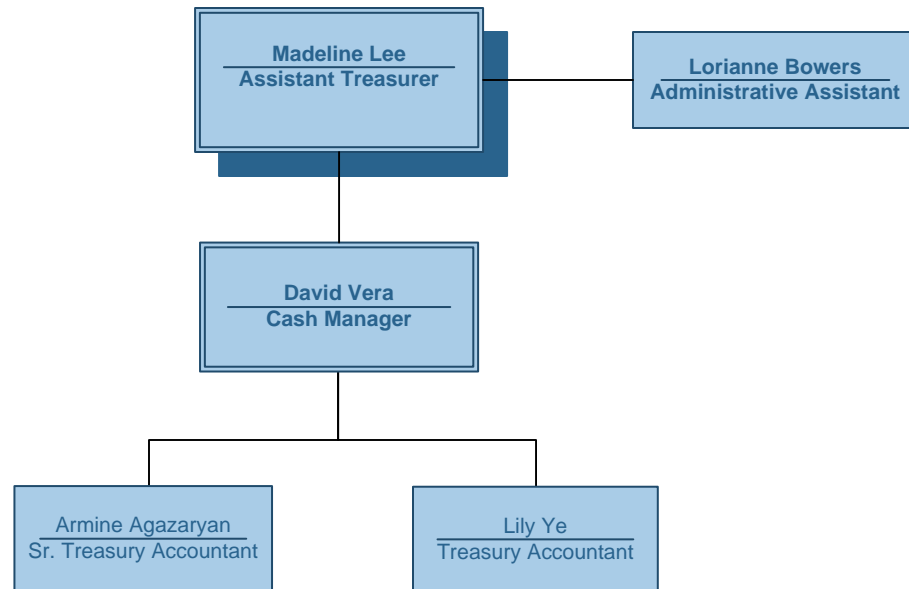 Madeline Lee
Assistant Treasurer
Lorianne Bowers
Administrative Assistant
David Vera
Cash Manager
Armine Agazaryan
Sr. Treasury Accountant
Lily Ye
Treasury Accountant